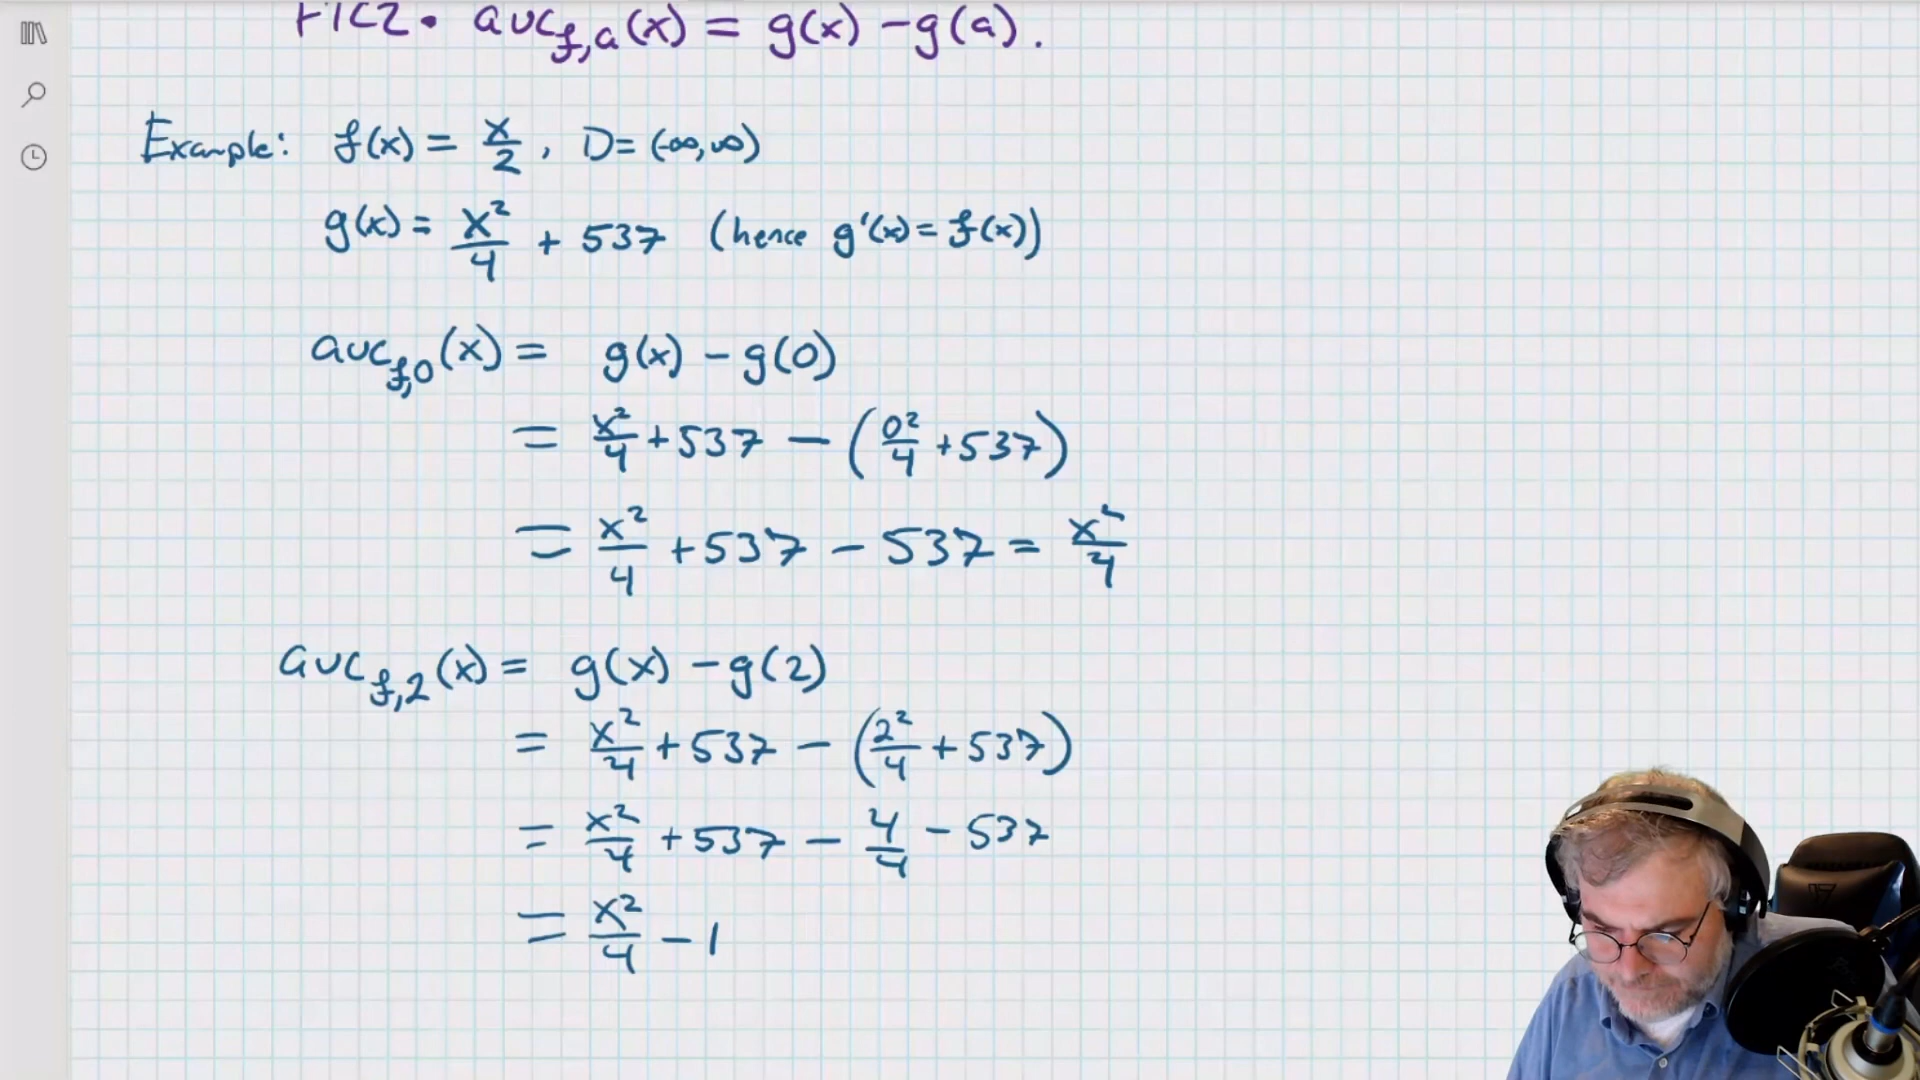 FTC2. auc_{f,a}(x) = g(x) - g(a).
Example: f(x) = x/2, D = (-∞, ∞)
g(x) = x²/4 + 537 (hence g'(x) = f(x))
auc_{f,0}(x) = g(x) - g(0)
= x²/4 + 537 - (0²/4 + 537)
= x²/4 + 537 - 537 = x²/4
auc_{f,2}(x) = g(x) - g(2)
= x²/4 + 537 - (2²/4 + 537)
= x²/4 + 537 - 4/4 - 537
= x²/4 - 1